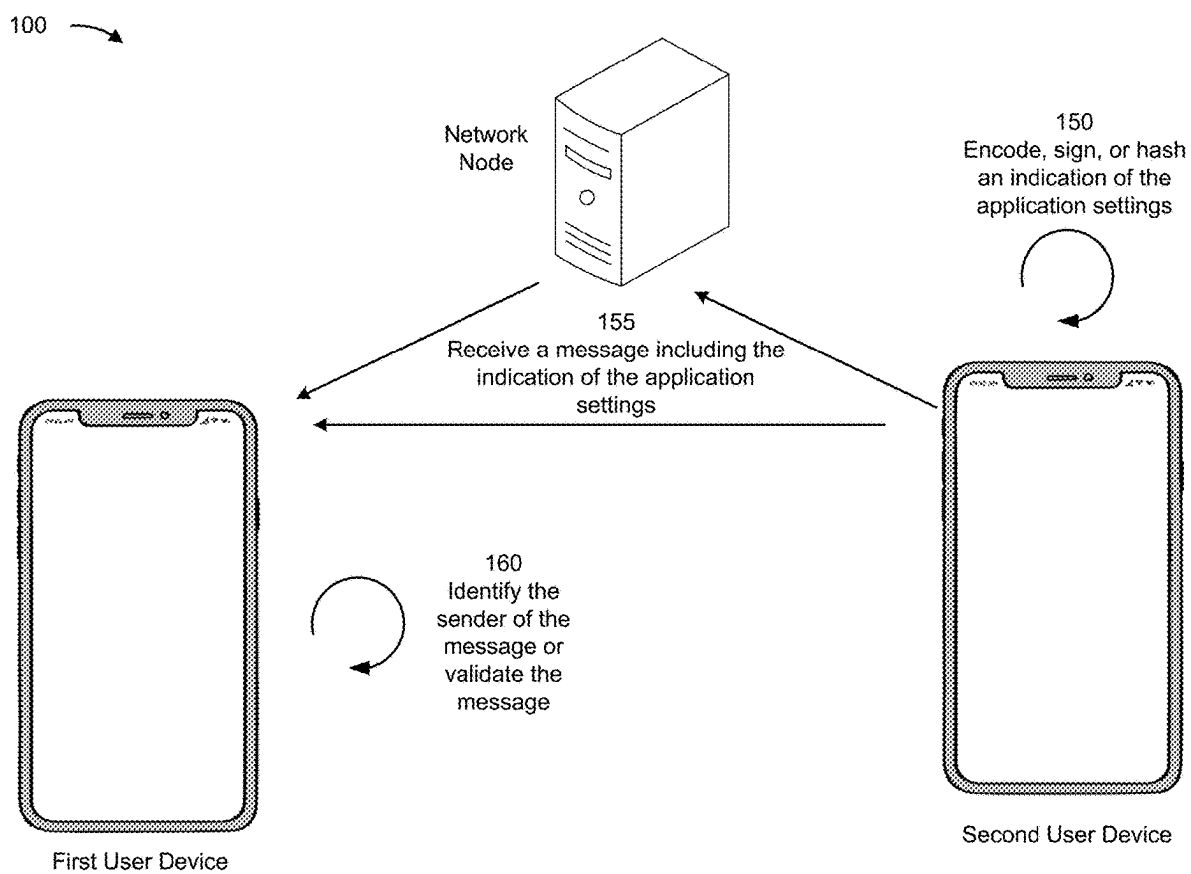 100
Network
Node
150
Encode, sign, or hash
an indication of the
application settings
155
Receive a message including the
indication of the application
settings
160
Identify the
sender of the
message or
validate the
message
First User Device
Second User Device